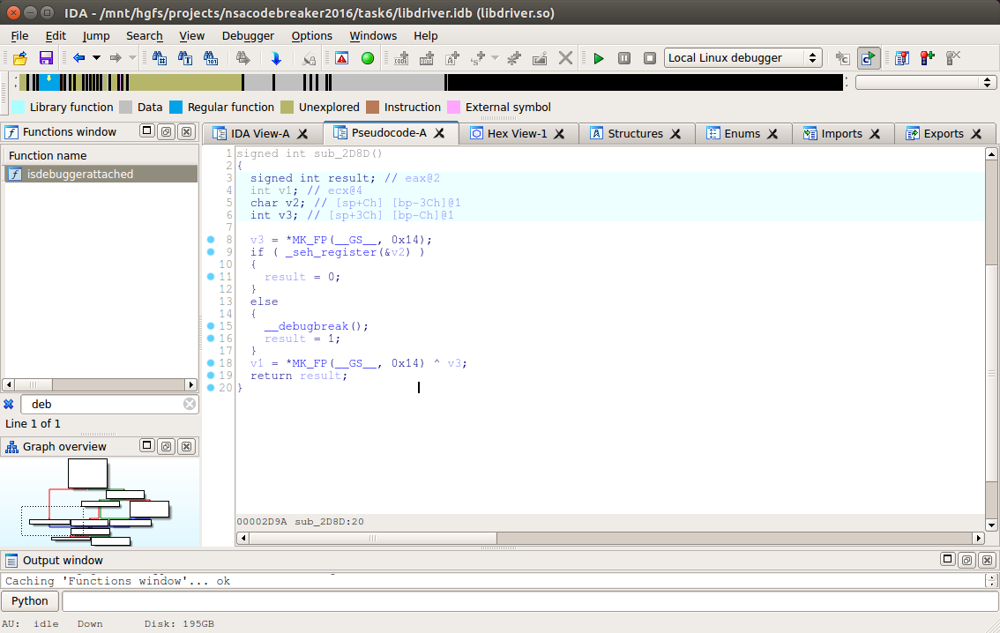 IDA - /mnt/hgfs/projects/nsacodebreaker2016/task6/libdriver.idb (libdriver.so)
File Edit Jump Search View Debugger Options Windows Help
Local Linux debugger
Library function Data Regular function Unexplored Instruction External symbol
Functions window
IDA View-A Pseudocode-A Hex View-1 Structures Enums Imports Exports
Function name
isdebuggerattached
1 signed int sub_2D8D()
2 {
3 signed int result; // eax@2
4 int v1; // ecx@4
5 char v2; // [sp+Ch] [bp-3Ch]@1
6 int v3; // [sp+3Ch] [bp-Ch]@1
7
8 v3 = *MK_FP(__GS__, 0x14);
9 if ( _seh_register(&v2) )
10 {
11 result = 0;
12 }
13 else
14 {
15 __debugbreak();
16 result = 1;
17 }
18 v1 = *MK_FP(__GS__, 0x14) ^ v3;
19 return result;
20 }
deb
Line 1 of 1
Graph overview
00002D9A sub_2D8D:20
Output window
Caching 'Functions window'... ok
Python
AU: idle Down Disk: 195GB